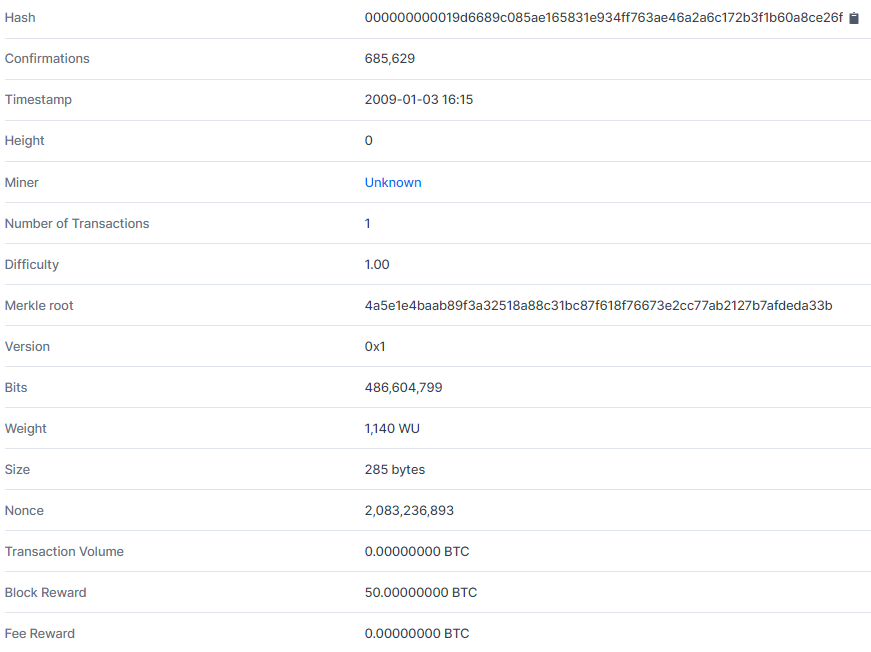 Hash 000000000019d6689c085ae165831e934ff763ae46a2a6c172b3f1b60a8ce26f
Confirmations 685,629
Timestamp 2009-01-03 16:15
Height 0
Miner Unknown
Number of Transactions 1
Difficulty 1.00
Merkle root 4a5e1e4baab89f3a32518a88c31bc87f618f76673e2cc77ab2127b7afdeda33b
Version 0x1
Bits 486,604,799
Weight 1,140 WU
Size 285 bytes
Nonce 2,083,236,893
Transaction Volume 0.00000000 BTC
Block Reward 50.00000000 BTC
Fee Reward 0.00000000 BTC